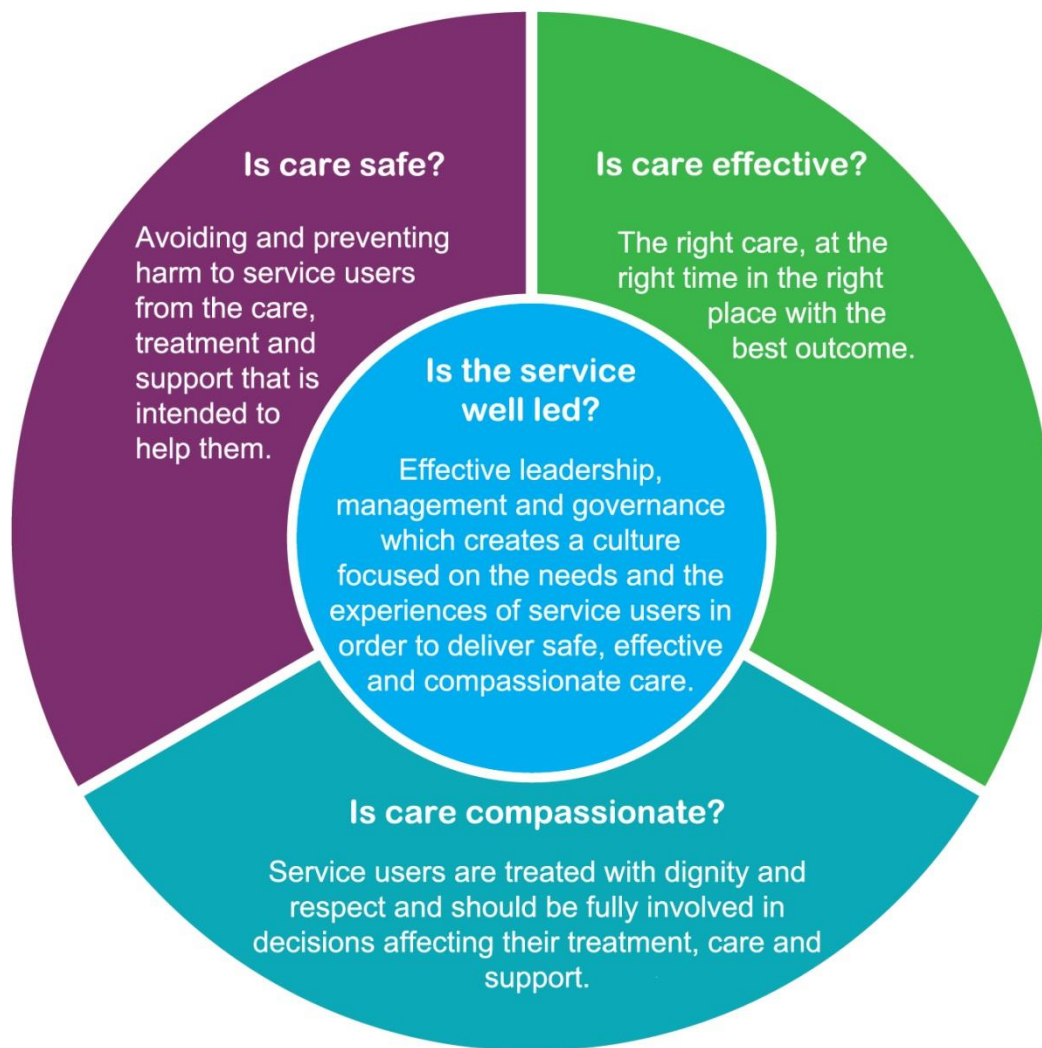 Is care safe?
Avoiding and preventing
harm to service users
from the care,
treatment and
support that is
intended to
help them.
Is care effective?
The right care, at the
right time in the right
place with the
best outcome.
Is the service
well led?
Effective leadership,
management and governance
which creates a culture
focused on the needs and the
experiences of service users in
order to deliver safe, effective
and compassionate care.
Is care compassionate?
Service users are treated with dignity and
respect and should be fully involved in
decisions affecting their treatment, care and
support.